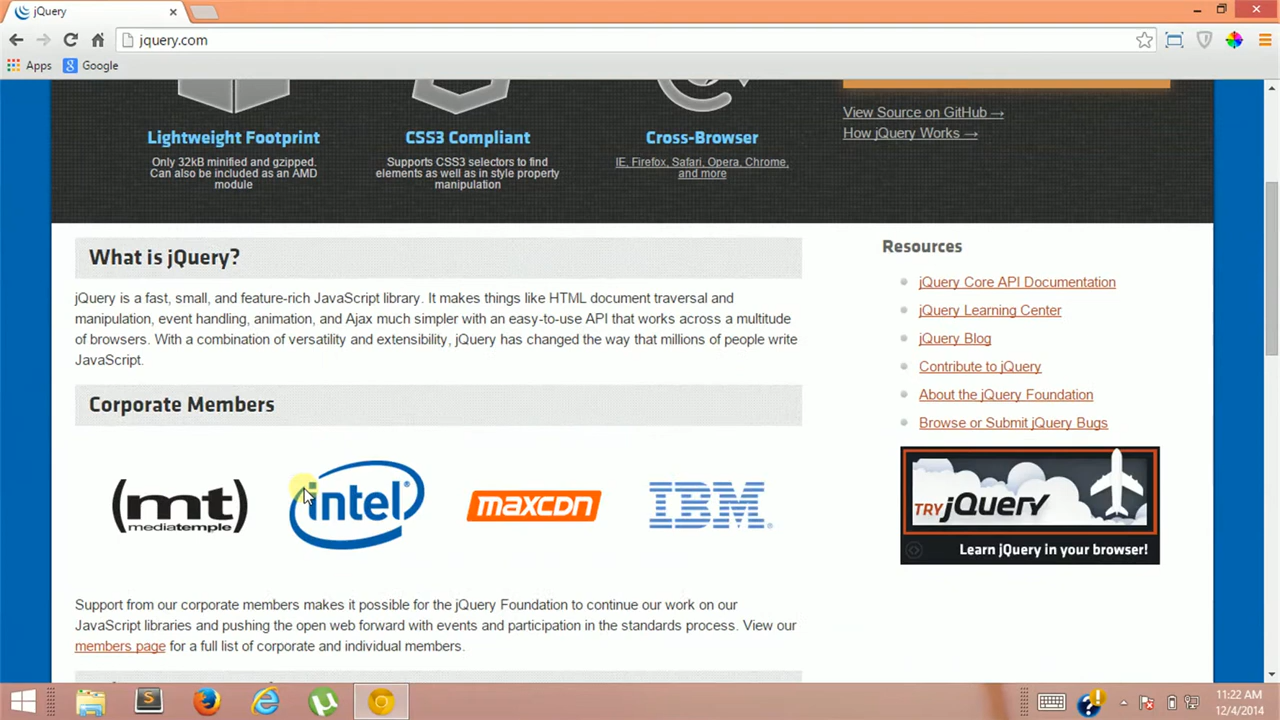 jQuery
jquery.com
Apps
Google
Lightweight Footprint
Only 32kB minified and gzipped.
Can also be included as an AMD
module
CSS3 Compliant
Supports CSS3 selectors to find
elements as well as in style property
manipulation
Cross-Browser
IE, Firefox, Safari, Opera, Chrome,
and more
View Source on GitHub →
How jQuery Works →
What is jQuery?
jQuery is a fast, small, and feature-rich JavaScript library. It makes things like HTML document traversal and
manipulation, event handling, animation, and Ajax much simpler with an easy-to-use API that works across a multitude
of browsers. With a combination of versatility and extensibility, jQuery has changed the way that millions of people write
JavaScript.
Corporate Members
(mt)
mediatemple
intel®
maxcdn
IBM®
Support from our corporate members makes it possible for the jQuery Foundation to continue our work on our
JavaScript libraries and pushing the open web forward with events and participation in the standards process. View our
members page for a full list of corporate and individual members.
Resources
jQuery Core API Documentation
jQuery Learning Center
jQuery Blog
Contribute to jQuery
About the jQuery Foundation
Browse or Submit jQuery Bugs
TRY jQuery
Learn jQuery in your browser!
11:22 AM
12/4/2014